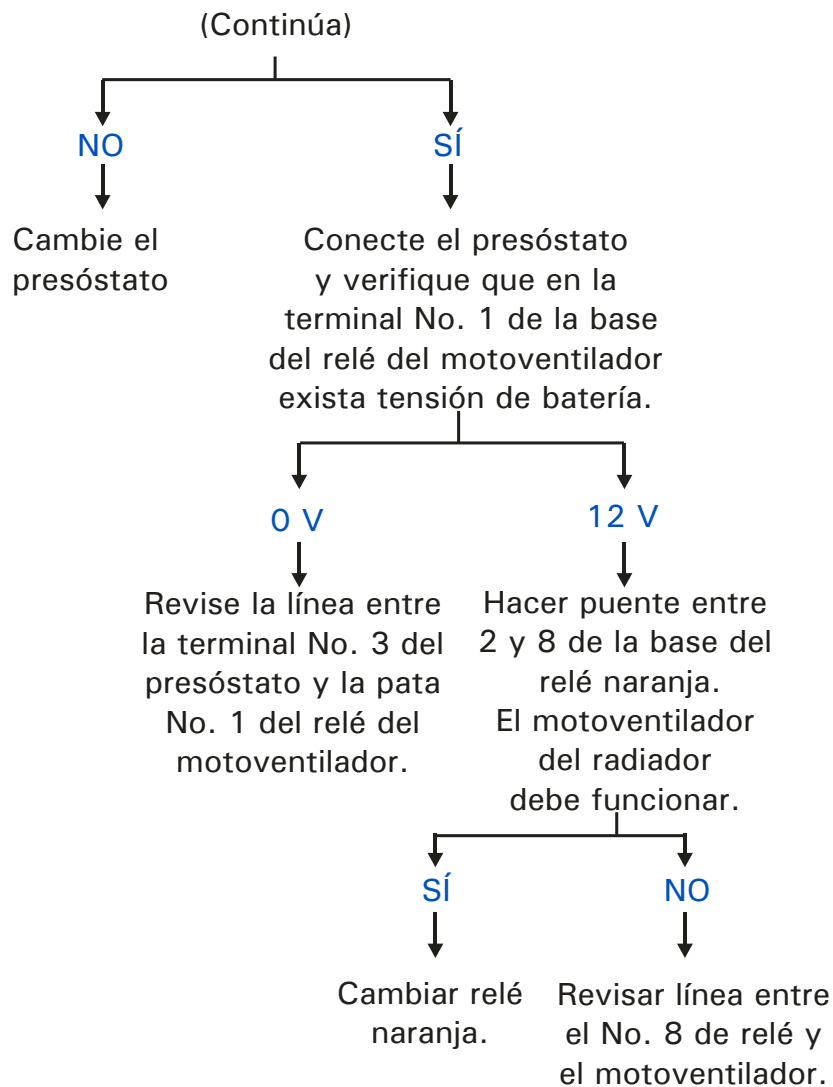 (Continúa)
NO
SÍ
Cambie el
presóstato
Conecte el presóstato
y verifique que en la
terminal No. 1 de la base
del relé del motoventilador
exista tensión de batería.
0 V
12 V
Revise la línea entre
la terminal No. 3 del
presóstato y la pata
No. 1 del relé del
motoventilador.
Hacer puente entre
2 y 8 de la base del
relé naranja.
El motoventilador
del radiador
debe funcionar.
SÍ
NO
Cambiar relé
naranja.
Revisar línea entre
el No. 8 de relé y
el motoventilador.